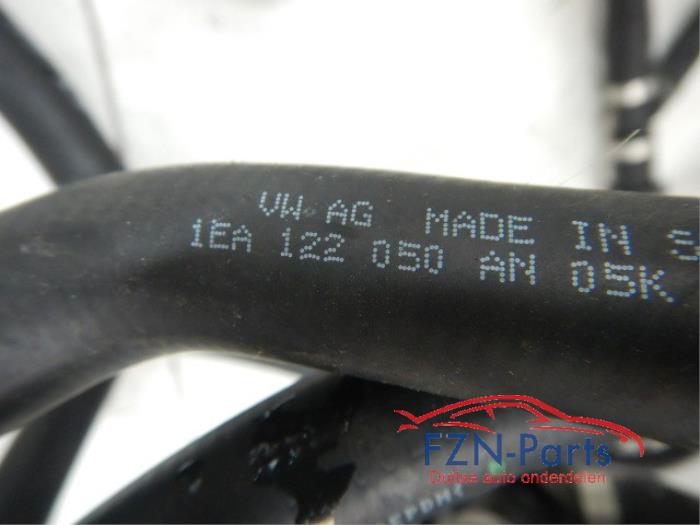 VW AG MADE IN S
1EA 122 050 AN 05K
FZN-Parts
Duitse auto onderdelen